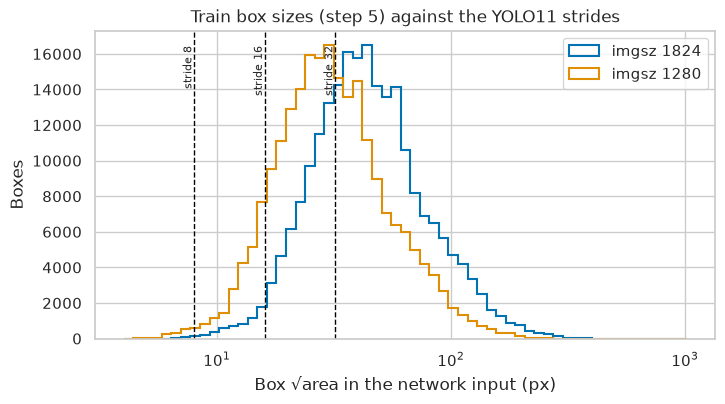 Train box sizes (step 5) against the YOLO11 strides
imgsz 1824
imgsz 1280
stride 8
stride 16
stride 32
Boxes
16000
14000
12000
10000
8000
6000
4000
2000
0
10¹
10²
10³
Box √area in the network input (px)